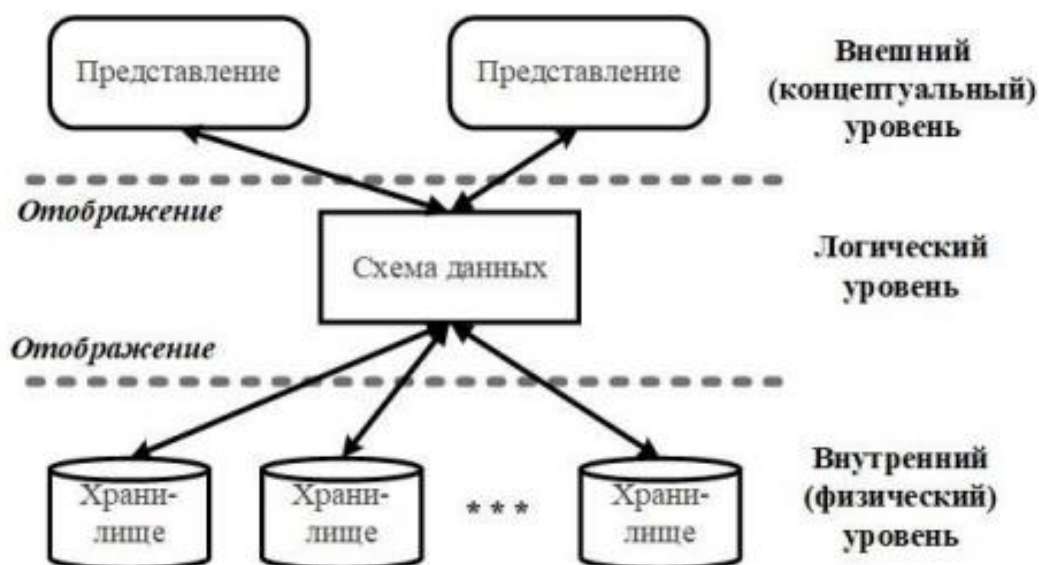 Представление
Представление
Внешний
(концептуальный)
уровень
Отображение
Схема данных
Логический
уровень
Отображение
Храни-
лище
Храни-
лище
* * *
Храни-
лище
Внутренний
(физический)
уровень